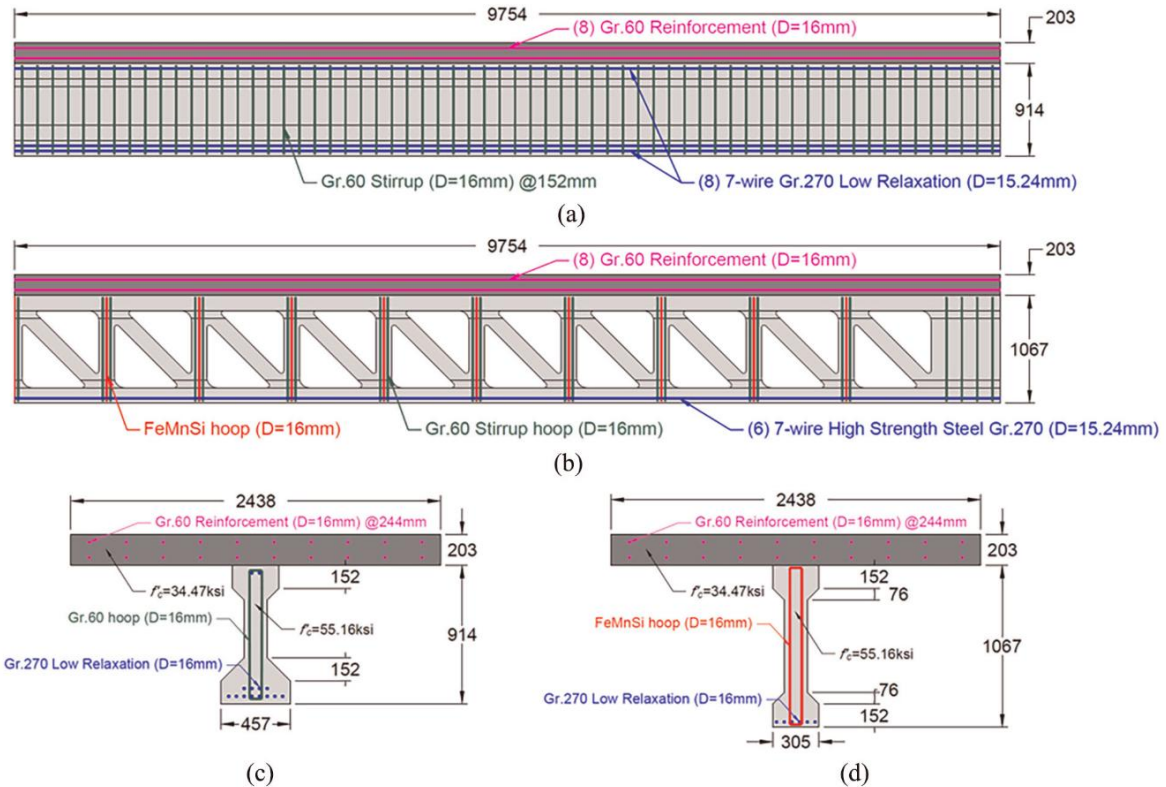 9754
203
(8) Gr.60 Reinforcement (D=16mm)
914
Gr.60 Stirrup (D=16mm) @152mm
(8) 7-wire Gr.270 Low Relaxation (D=15.24mm)
(a)
9754
203
(8) Gr.60 Reinforcement (D=16mm)
1067
FeMnSi hoop (D=16mm)
Gr.60 Stirrup hoop (D=16mm)
(6) 7-wire High Strength Steel Gr.270 (D=15.24mm)
(b)
2438
Gr.60 Reinforcement (D=16mm) @244mm
203
f'c=34.47ksi
152
Gr.60 hoop (D=16mm)
f'c=55.16ksi
914
Gr.270 Low Relaxation (D=16mm)
152
457
(c)
2438
Gr.60 Reinforcement (D=16mm) @244mm
203
f'c=34.47ksi
152
76
FeMnSi hoop (D=16mm)
f'c=55.16ksi
1067
Gr.270 Low Relaxation (D=16mm)
76
152
305
(d)